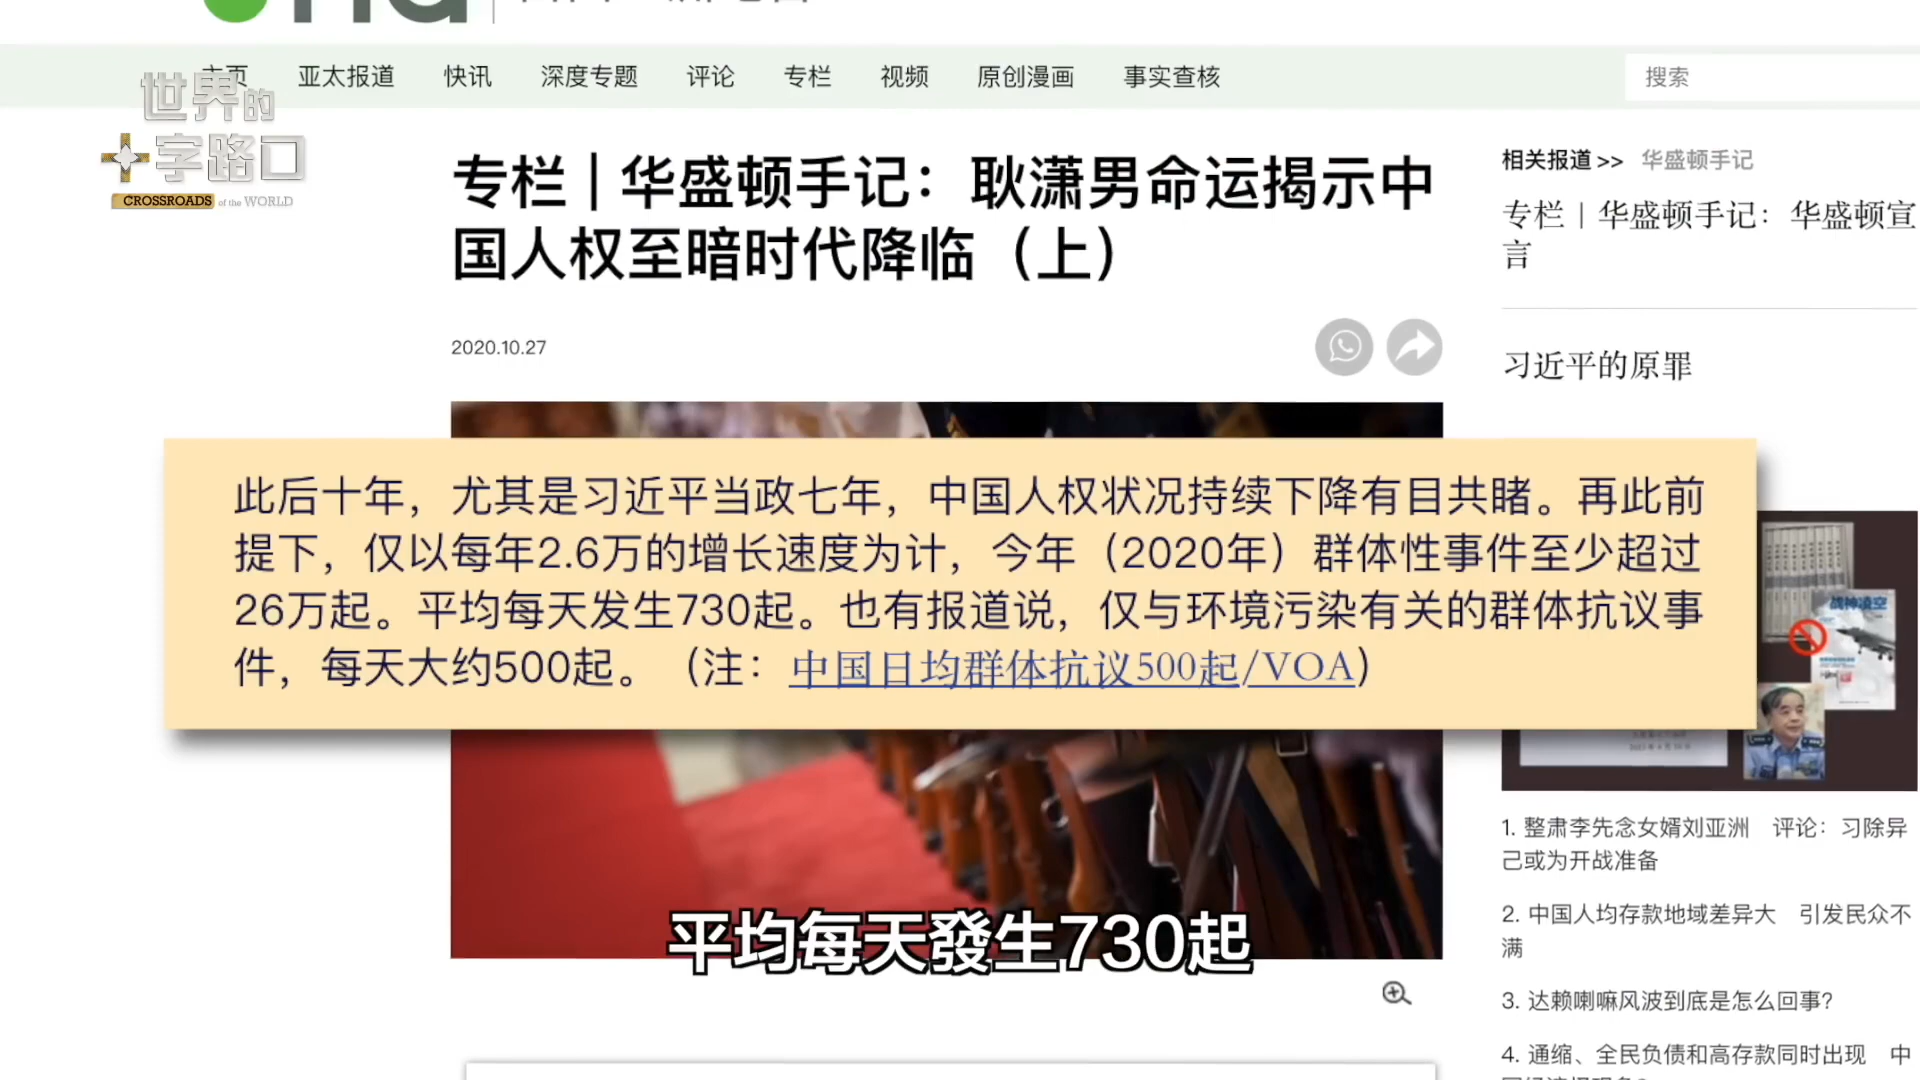 主页 亚太报道 快讯 深度专题 评论 专栏 视频 原创漫画 事实查核 搜索
世界的
十字路口
CROSSROADS of the WORLD
专栏 | 华盛顿手记：耿潇男命运揭示中
国人权至暗时代降临（上）
2020.10.27
相关报道 >> 华盛顿手记
专栏 | 华盛顿手记：华盛顿宣
言
习近平的原罪
此后十年，尤其是习近平当政七年，中国人权状况持续下降有目共睹。再此前
提下，仅以每年2.6万的增长速度为计，今年（2020年）群体性事件至少超过
26万起。平均每天发生730起。也有报道说，仅与环境污染有关的群体抗议事
件，每天大约500起。（注：中国日均群体抗议500起/VOA）
战神凌空
1. 整肃李先念女婿刘亚洲 评论：习除异
己或为开战准备
2. 中国人均存款地域差异大 引发民众不
满
3. 达赖喇嘛风波到底是怎么回事?
4. 通缩、全民负债和高存款同时出现 中
平均每天發生730起